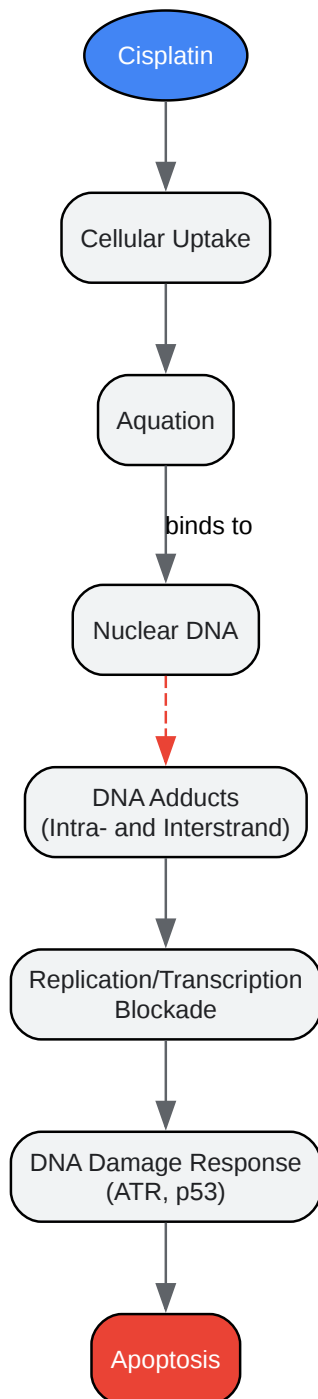 Cisplatin
Cellular Uptake
Aquation
binds to
Nuclear DNA
DNA Adducts
(Intra- and Interstrand)
Replication/Transcription
Blockade
DNA Damage Response
(ATR, p53)
Apoptosis